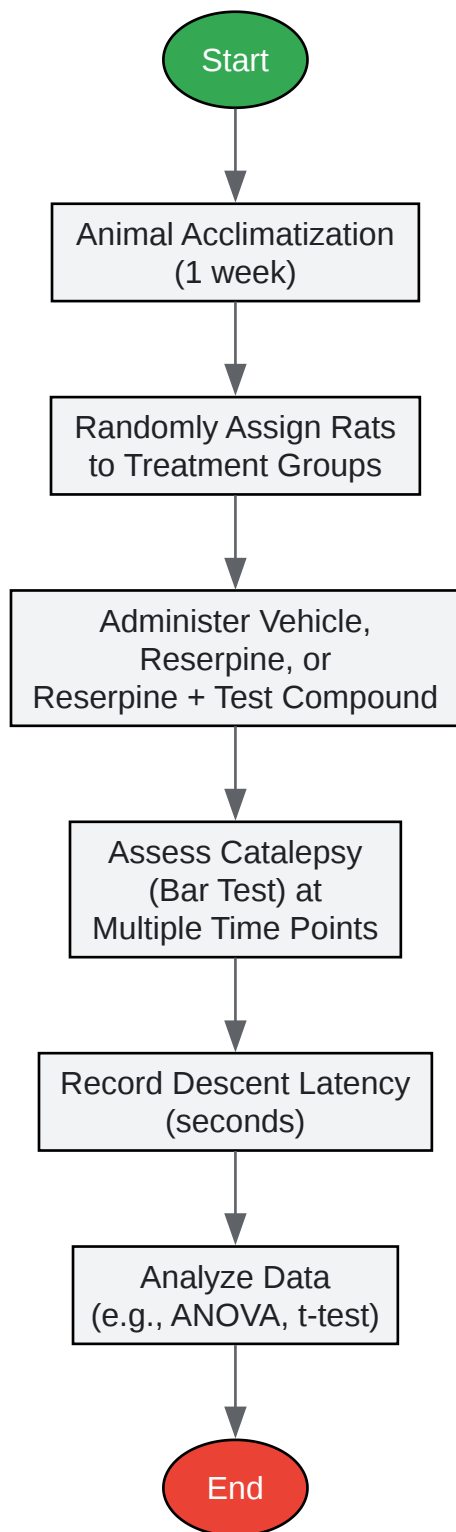 Start
Animal Acclimatization
(1 week)
Randomly Assign Rats
to Treatment Groups
Administer Vehicle,
Reserpine, or
Reserpine + Test Compound
Assess Catalepsy
(Bar Test) at
Multiple Time Points
Record Descent Latency
(seconds)
Analyze Data
(e.g., ANOVA, t-test)
End